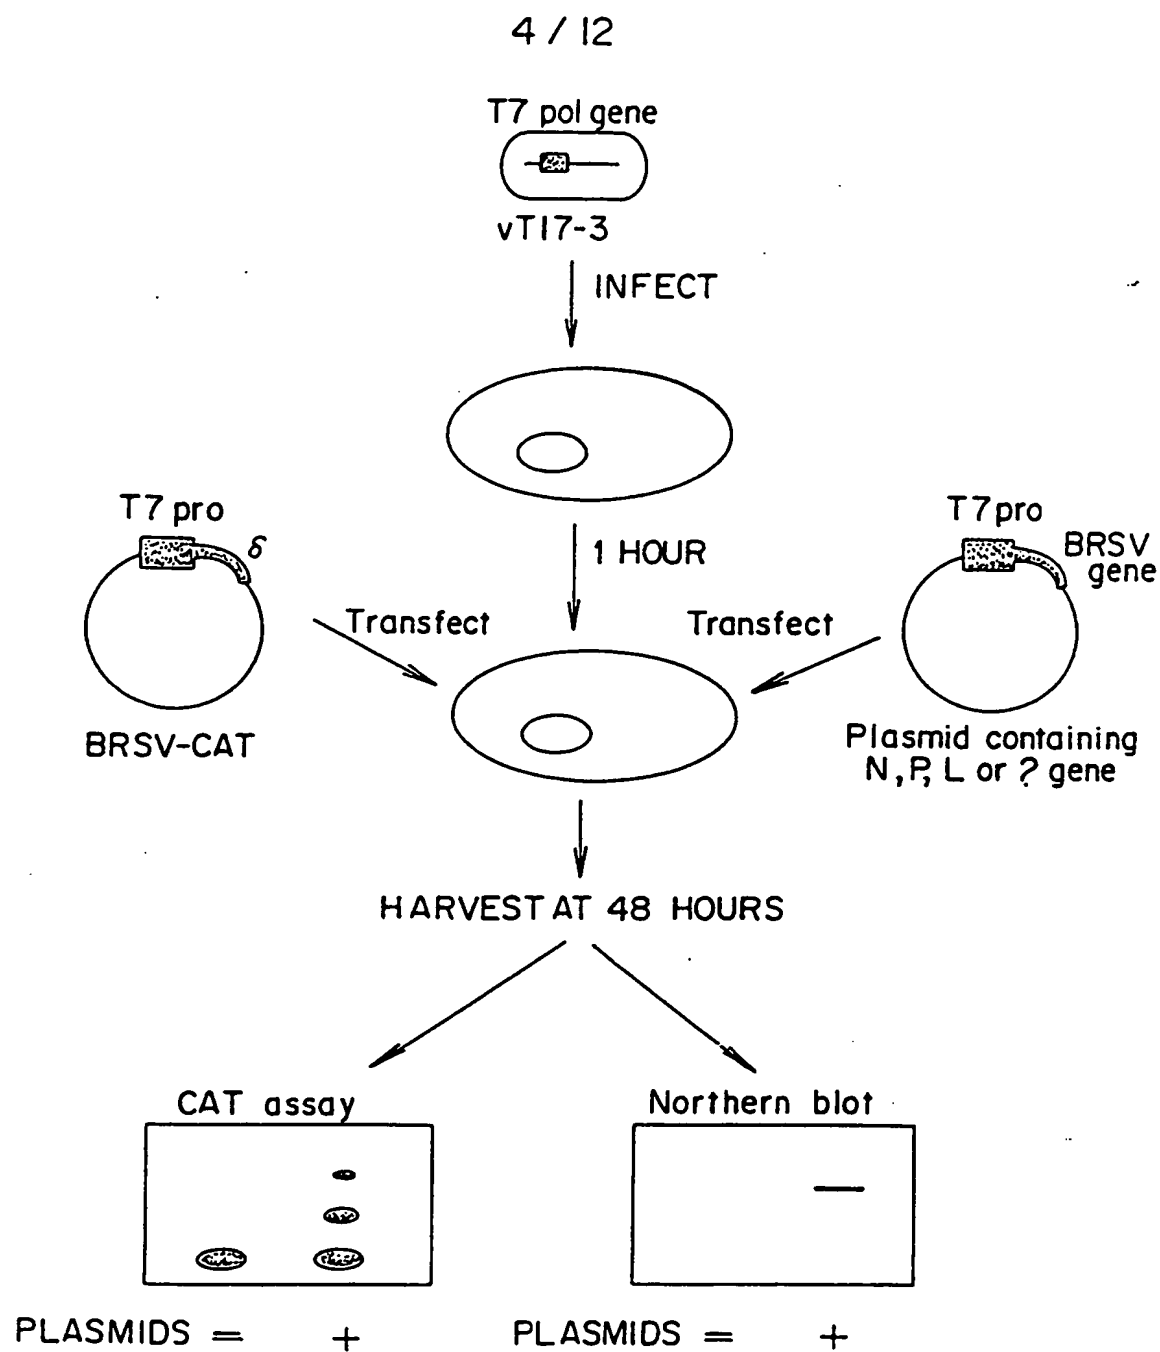 4 / 12
T7 pol gene
vT17-3
INFECT
T7 pro
δ
T7 pro
BRSV
gene
1 HOUR
Transfect
Transfect
BRSV-CAT
Plasmid containing
N, P, L or ? gene
HARVEST AT 48 HOURS
CAT assay
Northern blot
PLASMIDS = +
PLASMIDS = +